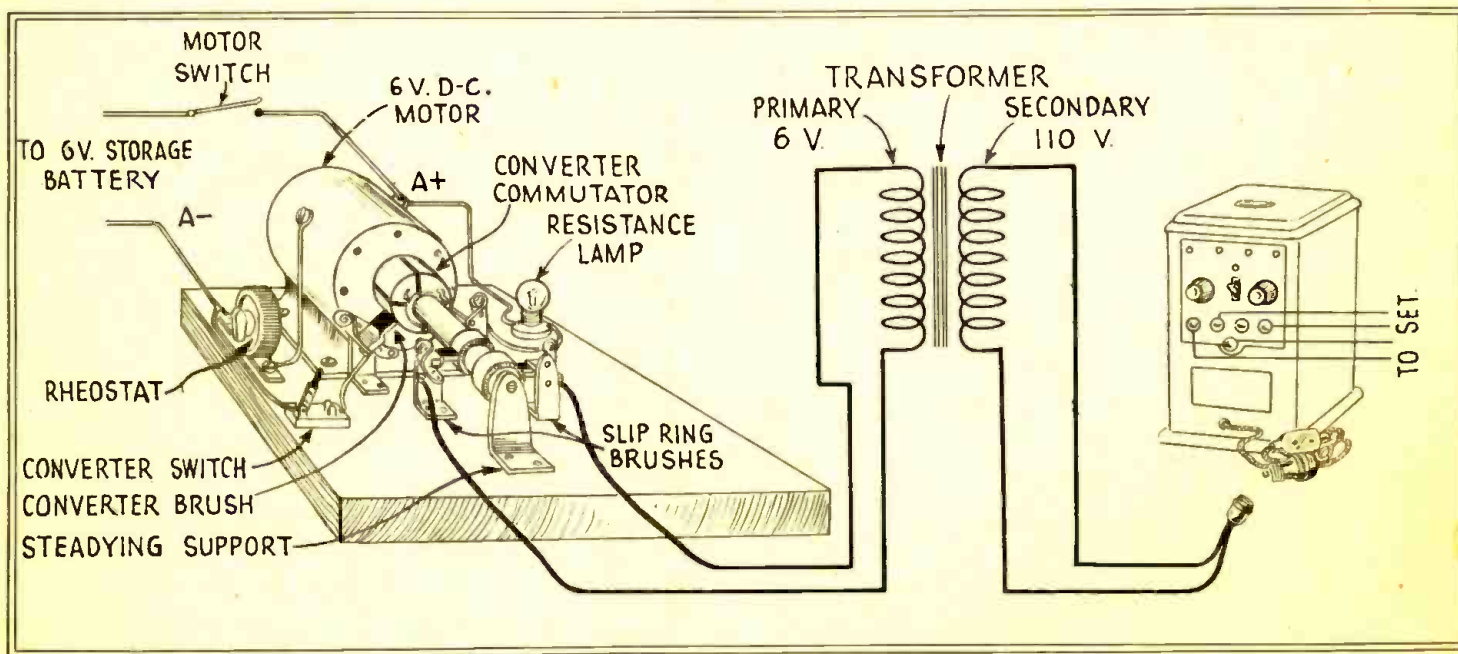 MOTOR
SWITCH
6 V. D-C.
MOTOR
TO 6V. STORAGE
BATTERY
A+
A-
CONVERTER
COMMUTATOR
RESISTANCE
LAMP
TRANSFORMER
PRIMARY
6 V.
SECONDARY
110 V.
RHEOSTAT
CONVERTER SWITCH
CONVERTER BRUSH
STEADYING SUPPORT
SLIP RING
BRUSHES
TO SET.